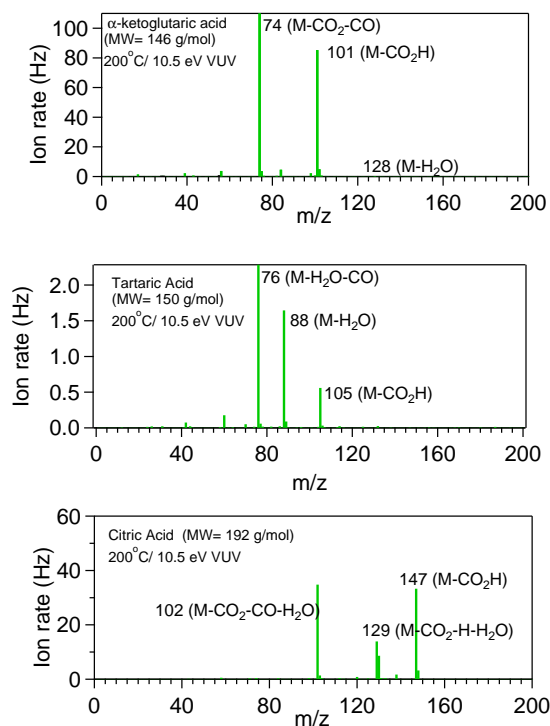 α-ketoglutaric acid
(MW= 146 g/mol)
200°C/ 10.5 eV VUV
74 (M-CO₂-CO)
101 (M-CO₂H)
128 (M-H₂O)
Ion rate (Hz)
100
80
60
40
20
0
0 40 80 120 160 200
m/z
Tartaric Acid
(MW= 150 g/mol)
200°C/ 10.5 eV VUV
76 (M-H₂O-CO)
88 (M-H₂O)
105 (M-CO₂H)
Ion rate (Hz)
2.0
1.5
1.0
0.5
0.0
0 40 80 120 160 200
m/z
Citric Acid (MW= 192 g/mol)
200°C/ 10.5 eV VUV
147 (M-CO₂H)
102 (M-CO₂-CO-H₂O)
129 (M-CO₂-H-H₂O)
Ion rate (Hz)
60
40
20
0
0 40 80 120 160 200
m/z